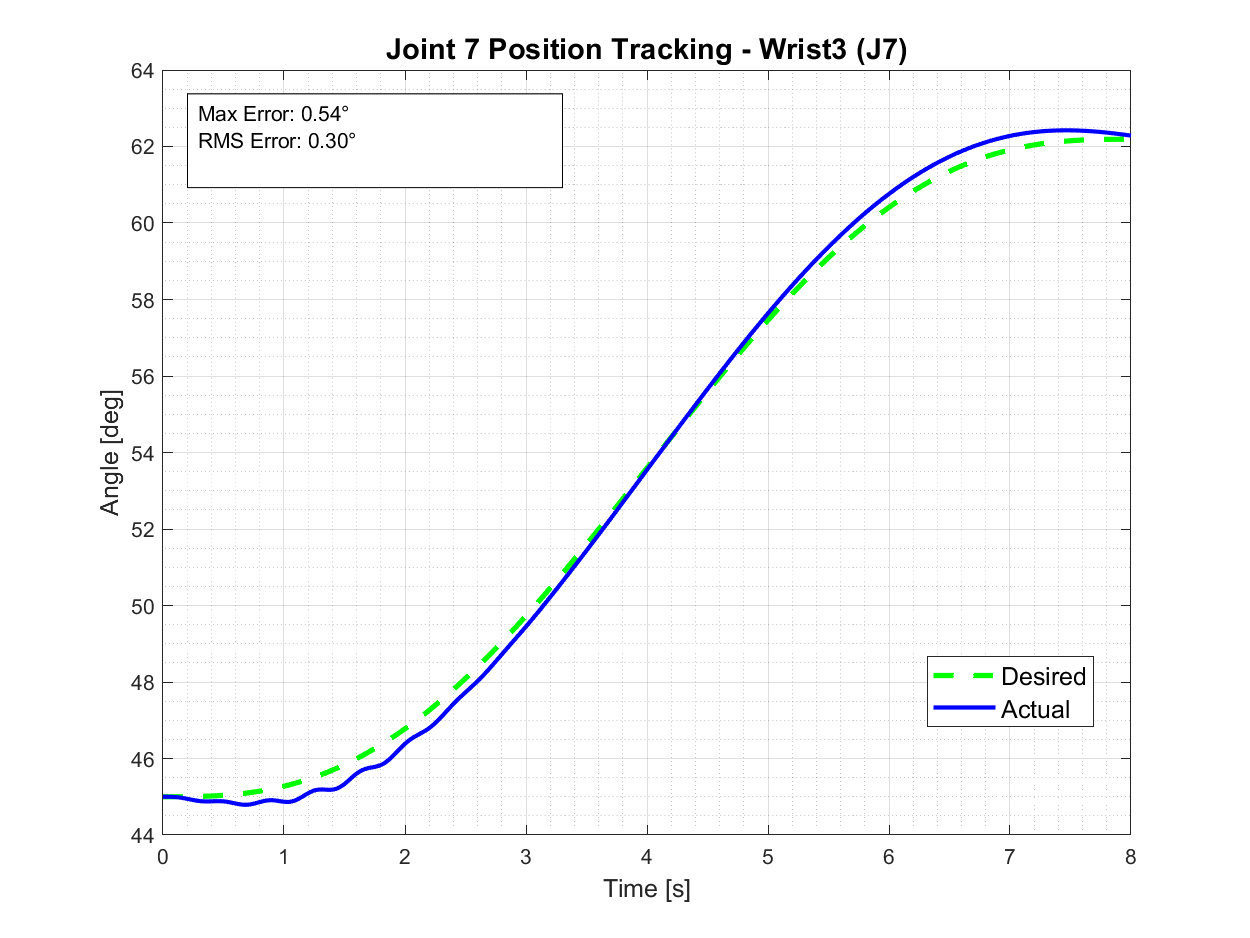 Joint 7 Position Tracking - Wrist3 (J7)
Max Error: 0.54°
RMS Error: 0.30°
64
62
60
58
56
54
52
50
48
46
44
Angle [deg]
Desired
Actual
0 1 2 3 4 5 6 7 8
Time [s]